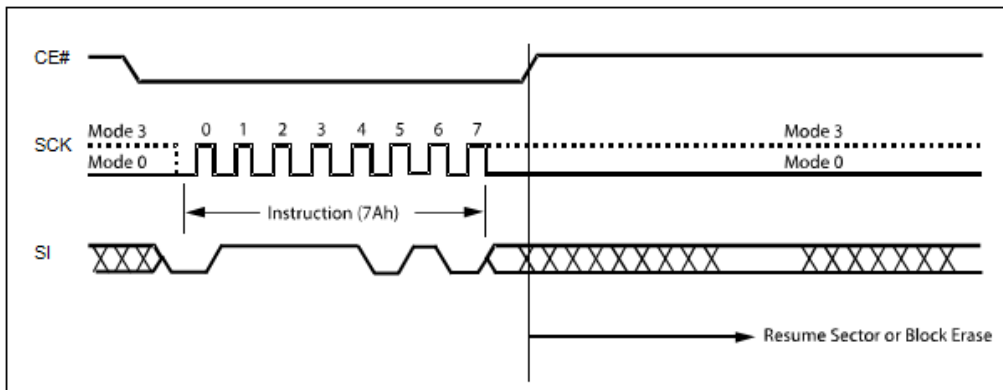 CE#
Mode 3
0 1 2 3 4 5 6 7
Mode 3
SCK
Mode 0
Mode 0
Instruction (7Ah)
SI
Resume Sector or Block Erase